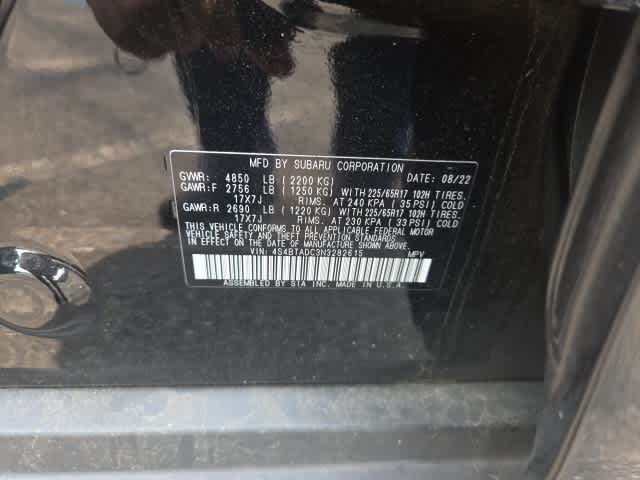 MFD BY SUBARU CORPORATION DATE: 08/22
GVWR: 4850 LB (2200 KG)
GAWR:F 2756 LB (1250 KG) WITH 225/65R17 102H TIRES,
17X7J RIMS, AT 240 KPA (35 PSI) COLD
GAWR:R 2690 LB (1220 KG) WITH 225/65R17 102H TIRES,
17X7J RIMS, AT 230 KPA (33 PSI) COLD
THIS VEHICLE CONFORMS TO ALL APPLICABLE FEDERAL MOTOR
VEHICLE SAFETY AND THEFT PREVENTION STANDARDS IN
EFFECT ON THE DATE OF MANUFACTURE SHOWN ABOVE.
VIN: 4S4BTADC3N3282615 MPV
ASSEMBLED BY SIA INC. IN U.S.A.